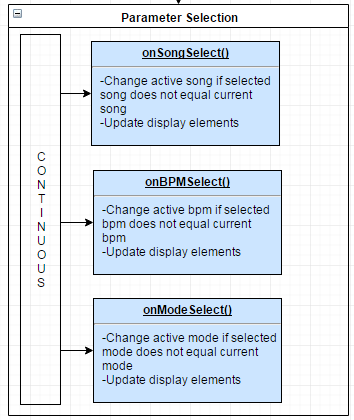 Parameter Selection
CONTINUOUS
onSongSelect()
-Change active song if selected
song does not equal current
song
-Update display elements
onBPMSelect()
-Change active bpm if selected
bpm does not equal current
bpm
-Update display elements
onModeSelect()
-Change active mode if selected
mode does not equal current
mode
-Update display elements